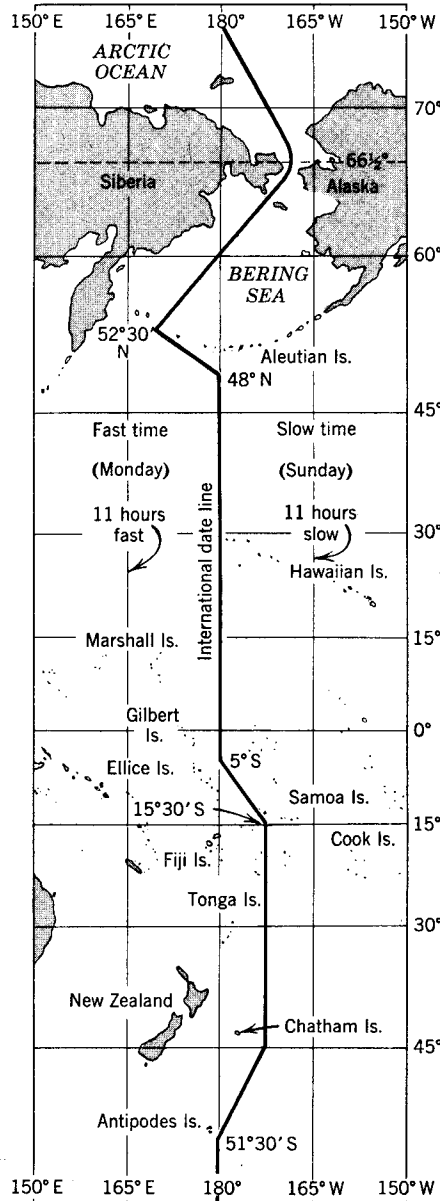 150° E 165° E 180° 165° W 150° W
ARCTIC
OCEAN
70°
66½°
Siberia
Alaska
60°
BERING
SEA
52°30′
N
Aleutian Is.
48° N
45°
Fast time
Slow time
(Monday)
(Sunday)
11 hours
fast
11 hours
slow
International date line
30°
Hawaiian Is.
15°
Marshall Is.
Gilbert
Is.
0°
5° S
Ellice Is.
Samoa Is.
15°30′ S
15°
Cook Is.
Fiji Is.
Tonga Is.
30°
New Zealand
Chatham Is.
45°
Antipodes Is.
51°30′ S
150° E 165° E 180° 165° W 150° W